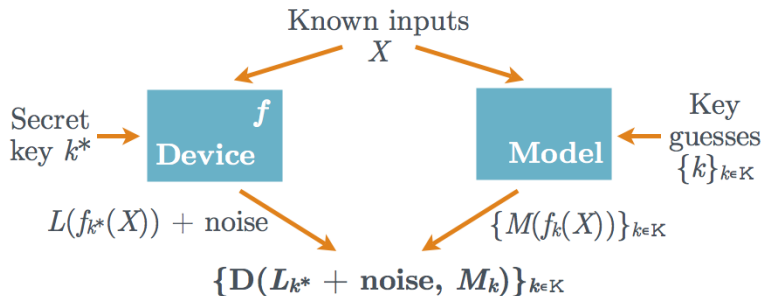 Known inputs
X
Secret
key k*
f
Device
Model
Key
guesses
{k}k∈K
L(fk*(X)) + noise
{M(fk(X))}k∈K
{D(Lk* + noise, Mk)}k∈K